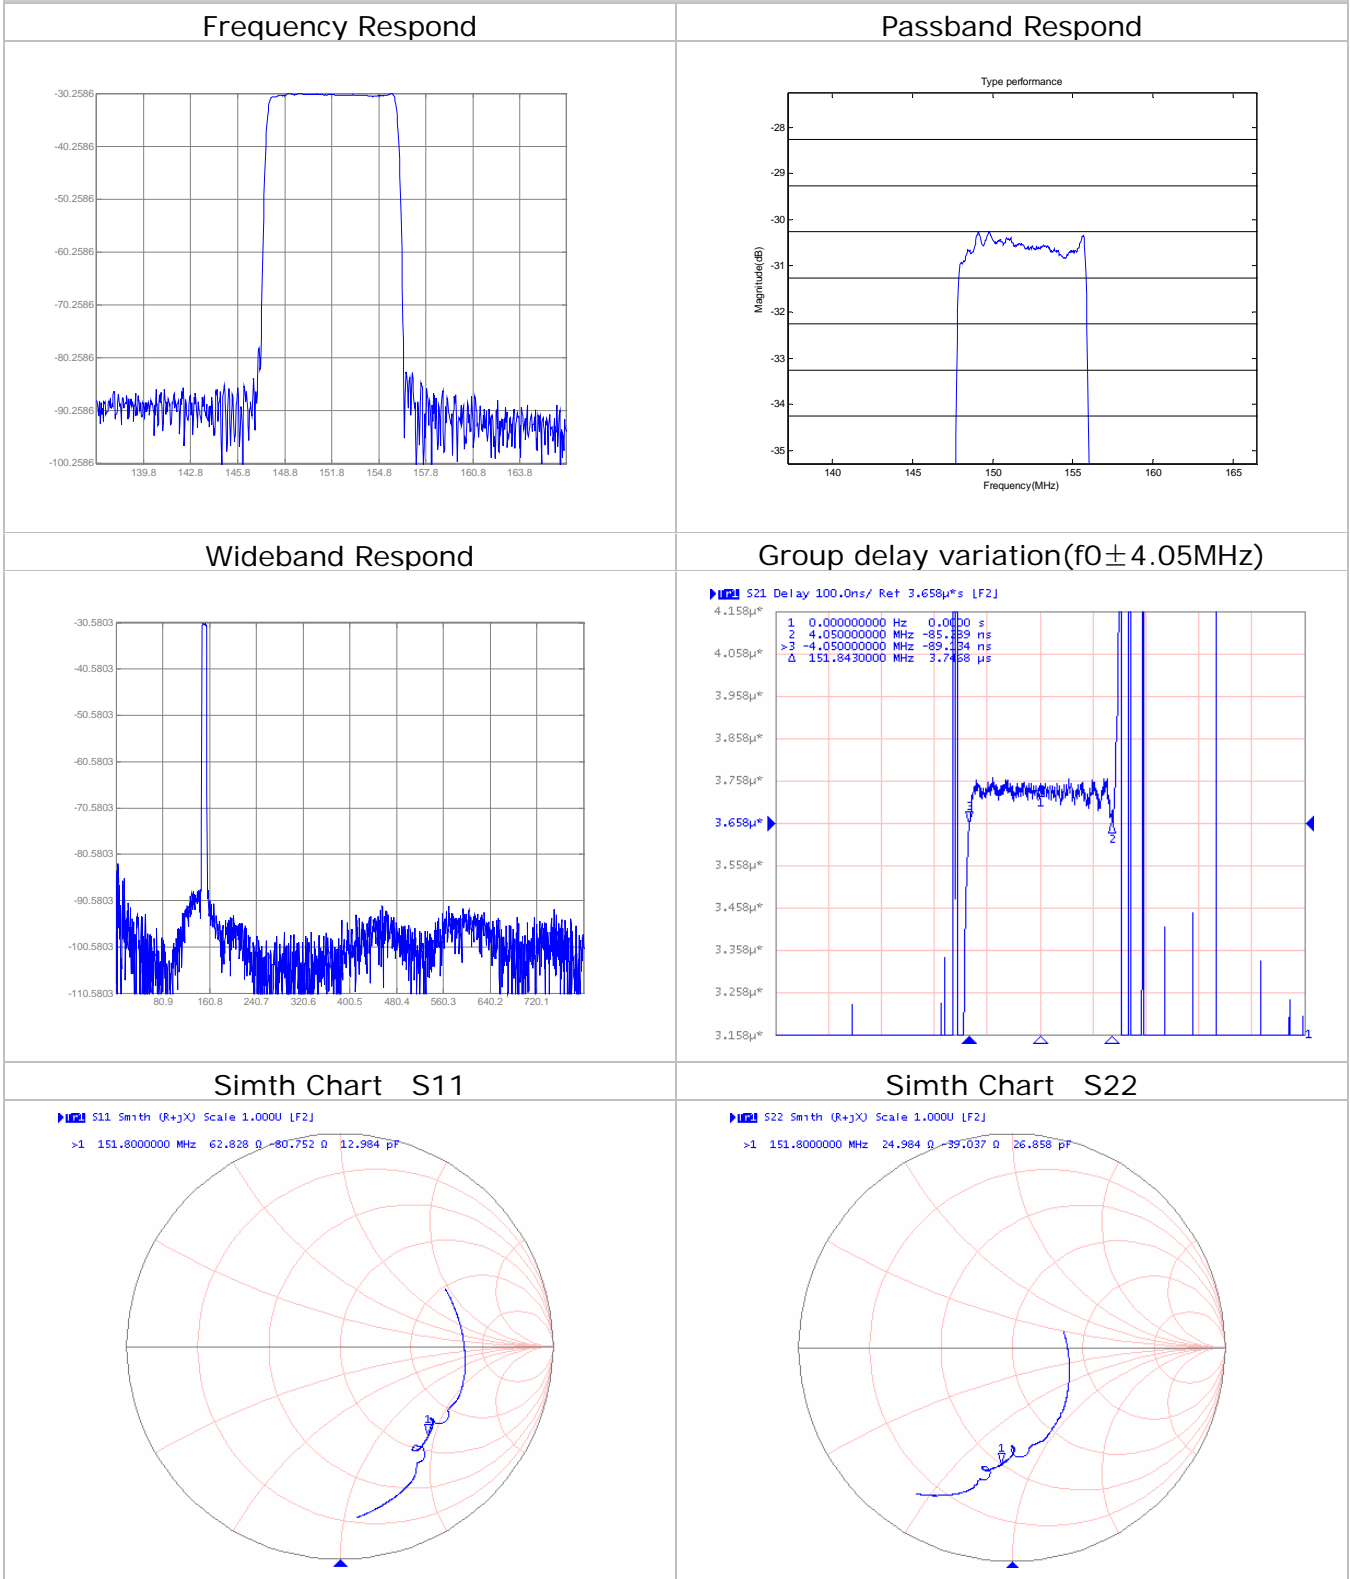 Frequency Respond
Passband Respond
-30.2586
-40.2586
-50.2586
-60.2586
-70.2586
-80.2586
-90.2586
-100.2586
139.8 142.8 145.8 148.8 151.8 154.8 157.8 160.8 163.8
Type performance
Magnitude(dB)
-28
-29
-30
-31
-32
-33
-34
-35
140 145 150 155 160 165
Frequency(MHz)
Wideband Respond
Group delay variation(f0±4.05MHz)
-30.5803
-40.5803
-50.5803
-60.5803
-70.5803
-80.5803
-90.5803
-100.5803
-110.5803
80.9 160.8 240.7 320.6 400.5 480.4 560.3 640.2 720.1
Tr1 S21 Delay 100.0ns/ Ref 3.658µ*s [F2]
4.158µ*
4.058µ*
3.958µ*
3.858µ*
3.758µ*
3.658µ*
3.558µ*
3.458µ*
3.358µ*
3.258µ*
3.158µ*
1 0.000000000 Hz 0.0000 s
2 4.050000000 MHz ns
>3 -4.050000000 MHz ns
Δ 151.8430000 MHz 3.7468 µs
3
1
2
1
Simth Chart S11
Simth Chart S22
Tr1 S11 Smith (R+jX) Scale 1.000U [F2]
>1 151.8000000 MHz 62.828 Ω -80.752 Ω 12.984 pF
1
Tr1 S22 Smith (R+jX) Scale 1.000U [F2]
>1 151.8000000 MHz 24.984 Ω -39.037 Ω 26.858 pF
1